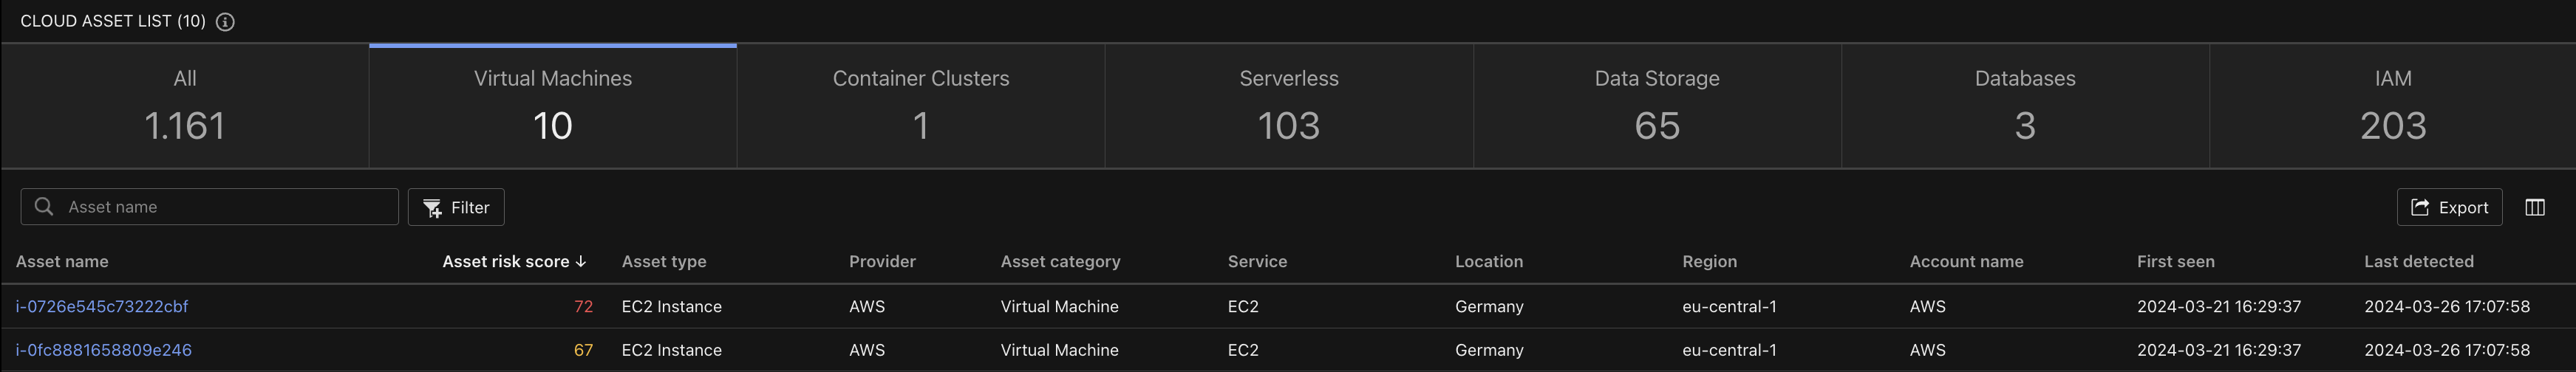 CLOUD ASSET LIST (10)
All Virtual Machines Container Clusters Serverless Data Storage Databases IAM
1.161 10 1 103 65 3 203
Asset name Filter Export
Asset name Asset risk score ↓ Asset type Provider Asset category Service Location Region Account name First seen Last detected
i-0726e545c73222cbf 72 EC2 Instance AWS Virtual Machine EC2 Germany eu-central-1 AWS 2024-03-21 16:29:37 2024-03-26 17:07:58
i-0fc8881658809e246 67 EC2 Instance AWS Virtual Machine EC2 Germany eu-central-1 AWS 2024-03-21 16:29:37 2024-03-26 17:07:58